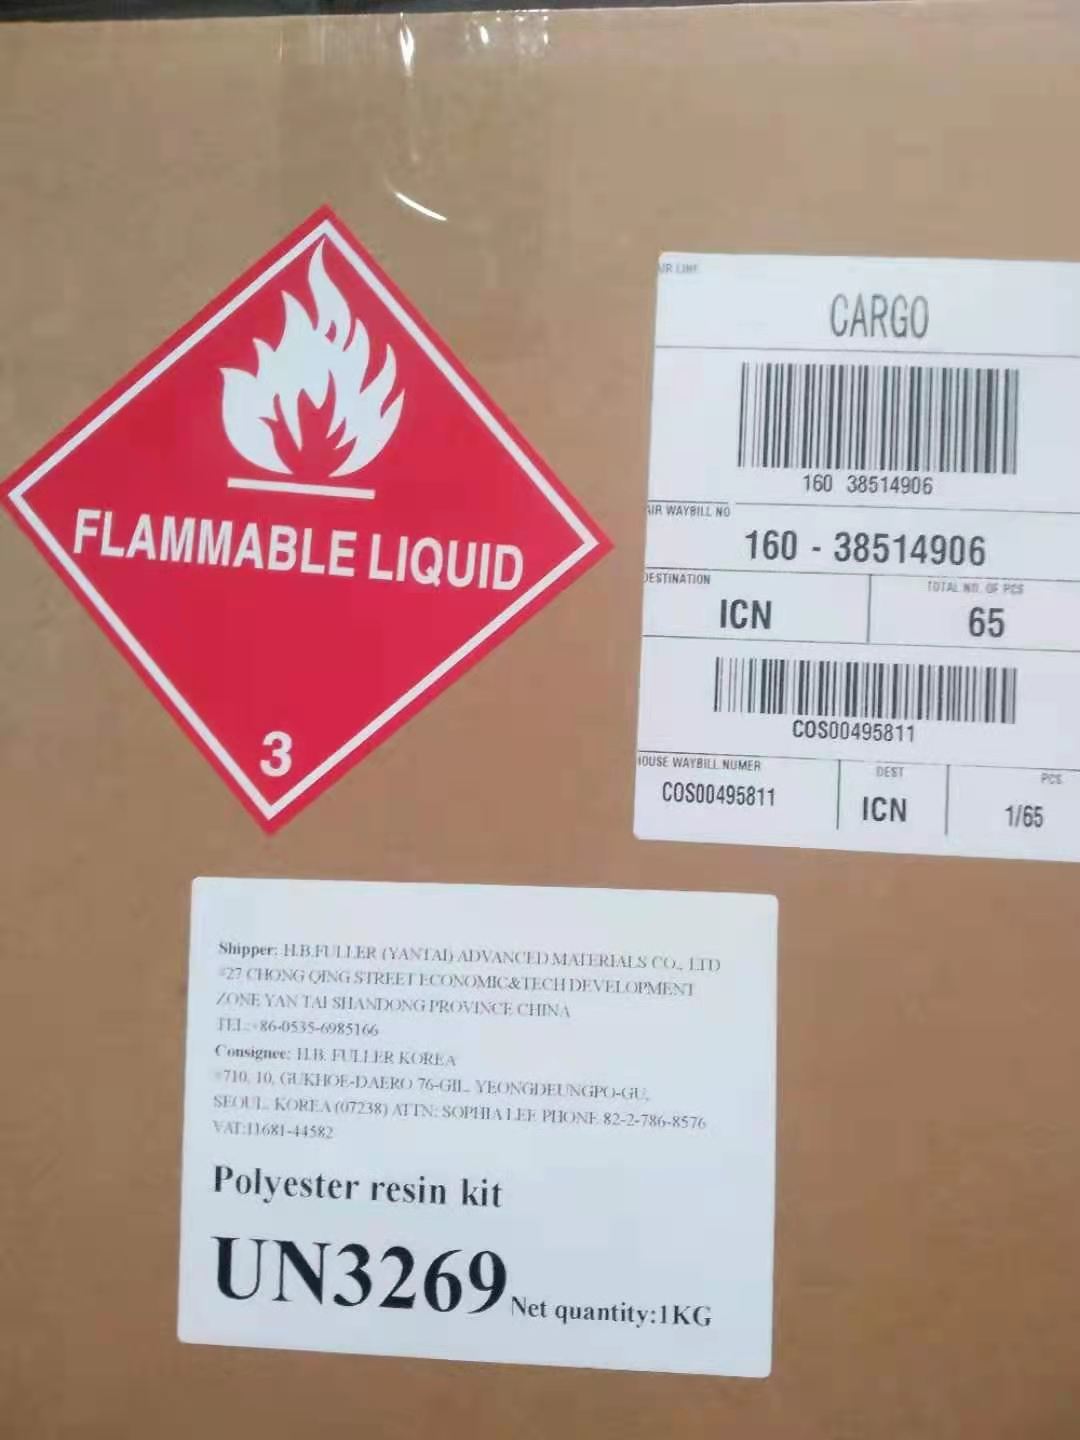 FLAMMABLE LIQUID
3
AIR LINE
CARGO
160 38514906
AIR WAYBILL NO
160 - 38514906
DESTINATION
ICN
TOTAL NO. OF PCS
65
COS00495811
HOUSE WAYBILL NUMER
COS00495811
DEST
ICN
PCS
1/65
Shipper: H.B.FULLER (YANTAI) ADVANCED MATERIALS CO., LTD
#27 CHONG QING STREET ECONOMIC&TECH DEVELOPMENT
ZONE YAN TAI SHANDONG PROVINCE CHINA
TEL:+86-0535-6985166
Consignee: H.B. FULLER KOREA
#710, 10, GUKHOE-DAERO 76-GIL, YEONGDEUNGPO-GU,
SEOUL, KOREA (07238) ATTN: SOPHIA LEE PHONE 82-2-786-8576
VAT:11681-44582
Polyester resin kit
UN3269 Net quantity:1KG